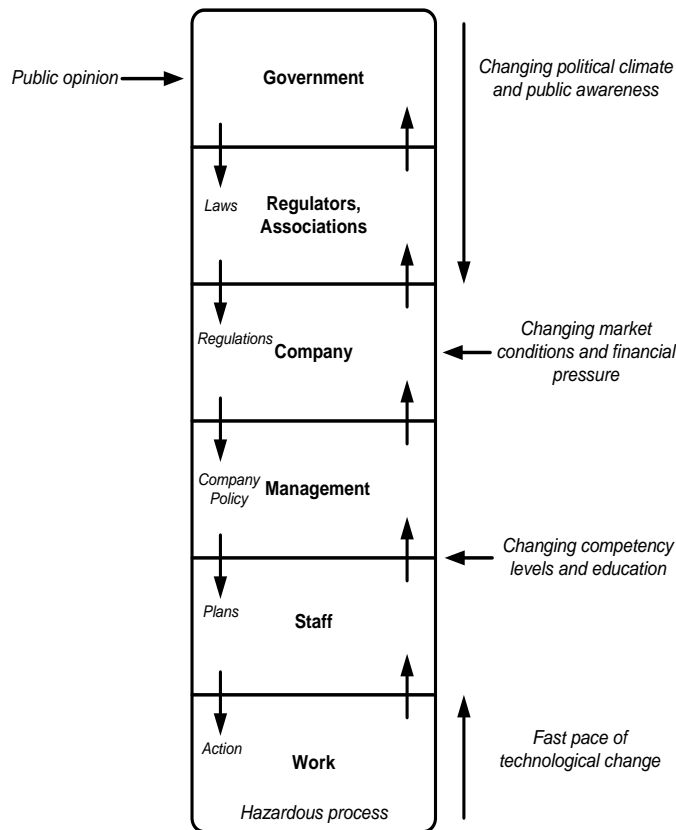 Public opinion
Government
Changing political climate
and public awareness
Laws
Regulators,
Associations
Regulations
Company
Changing market
conditions and financial
pressure
Company
Policy
Management
Changing competency
levels and education
Plans
Staff
Action
Work
Fast pace of
technological change
Hazardous process